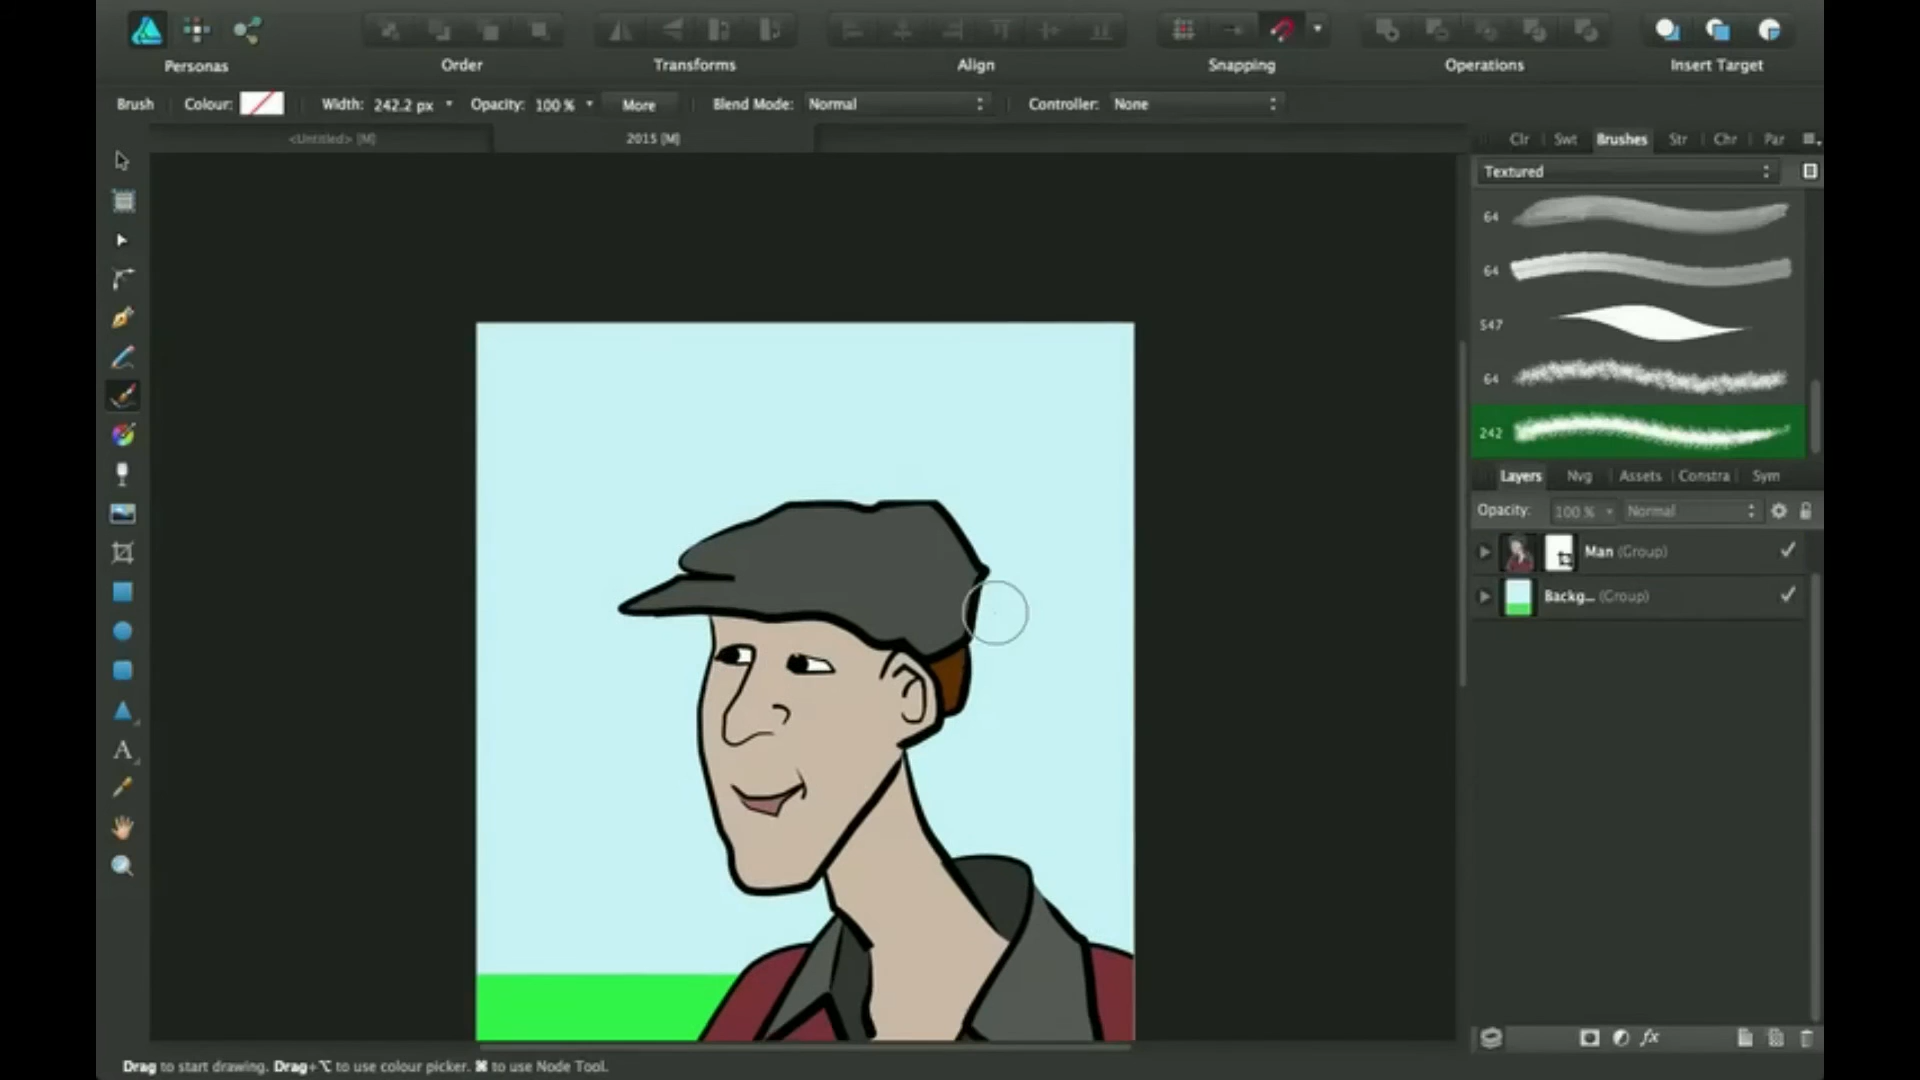 Personas
Order
Transforms
Align
Snapping
Operations
Insert Target
Brush Colour: Width: 242.2 px Opacity: 100 % More Blend Mode: Normal Controller: None
<Untitled> [M]
2015 [M]
Clr Swt Brushes Str Chr Par
Textured
64
64
547
64
242
Layers Nvg Assets Constra Sym
Opacity: 100 % Normal
Man (Group)
Backg... (Group)
A
fx
Drag to start drawing. Drag+⌥ to use colour picker. ⌘ to use Node Tool.